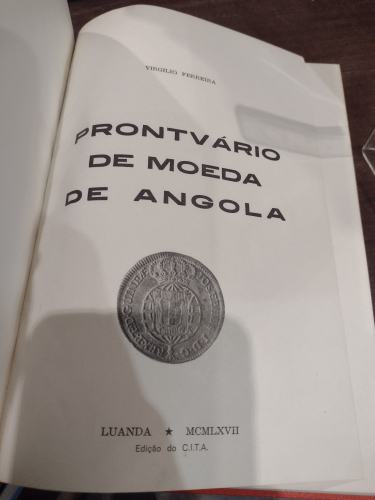 VIRGILIO FERREIRA
PRONTVÁRIO
DE MOEDA
DE ANGOLA
LUANDA ★ MCMLXVII
Edição do C.I.T.A.